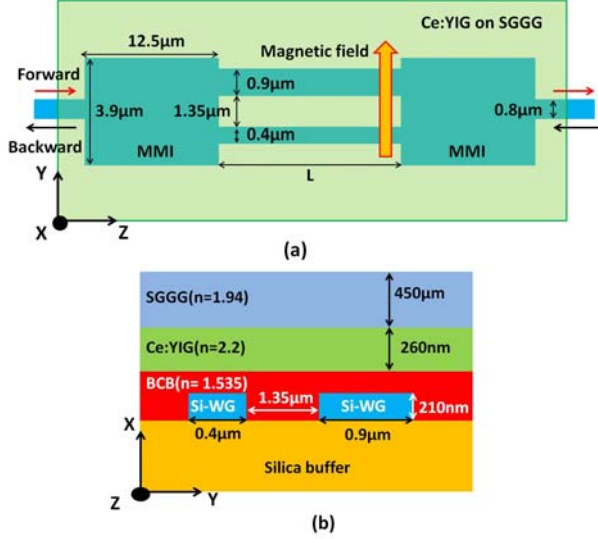 Ce:YIG on SGGG
12.5μm
Magnetic field
Forward
0.9μm
3.9μm
1.35μm
0.8μm
0.4μm
Backward
MMI
MMI
L
Y
X
Z
(a)
SGGG(n=1.94)
450μm
Ce:YIG(n=2.2)
260nm
BCB(n= 1.535)
1.35μm
Si-WG
Si-WG
210nm
0.4μm
0.9μm
X
Silica buffer
Z
Y
(b)